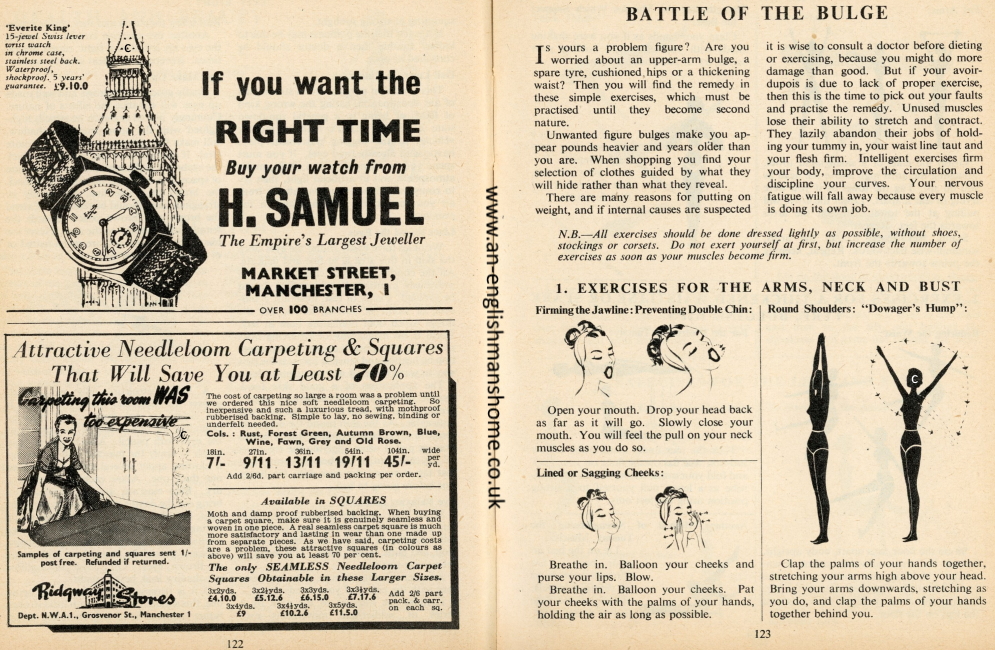 'Everite King'
15-jewel Swiss lever
wrist watch
in chrome case,
stainless steel back.
Waterproof,
shockproof. 5 years'
guarantee. £9.10.0
If you want the
RIGHT TIME
Buy your watch from
H. SAMUEL
The Empire's Largest Jeweller
MARKET STREET,
MANCHESTER, 1
OVER 100 BRANCHES
Attractive Needleloom Carpeting & Squares
That Will Save You at Least 70%
Carpeting this room WAS
too expensive
The cost of carpeting so large a room was a problem until
we ordered this nice soft needleloom carpeting. So
inexpensive and such a luxurious tread, with mothproof
rubberised backing. Simple to lay, no sewing, binding or
underfelt needed.
Cols. : Rust, Forest Green, Autumn Brown, Blue,
Wine, Fawn, Grey and Old Rose.
18in. 27in. 36in. 54in. 104in. wide
7/- 9/11 13/11 19/11 45/- per yd.
Add 2/6d. part carriage and packing per order.
Available in SQUARES
Moth and damp proof rubberised backing. When buying
a carpet square, make sure it is genuinely seamless and
woven in one piece. A real seamless carpet square is much
more satisfactory and lasting in wear than one made up
from separate pieces. As we have said, carpeting costs
are a problem, these attractive squares (in colours as
above) will save you at least 70 per cent.
The only SEAMLESS Needleloom Carpet
Squares Obtainable in these Larger Sizes.
3x2yds. 3x2½yds. 3x3yds. 3x3½yds. Add 2/6 part
£4.10.0 £5.12.6 £6.15.0 £7.17.6 pack. & carr.
3x4yds. 3x4½yds. 3x5yds. on each sq.
£9 £10.2.6 £11.5.0
Samples of carpeting and squares sent 1/-
post free. Refunded if returned.
Ridgway Stores
Dept. N.W.A.1., Grosvenor St., Manchester 1
122
www.an-englishmanshome.co.uk
BATTLE OF THE BULGE
Is yours a problem figure? Are you
worried about an upper-arm bulge, a
spare tyre, cushioned hips or a thickening
waist? Then you will find the remedy in
these simple exercises, which must be
practised until they become second
nature.
Unwanted figure bulges make you ap-
pear pounds heavier and years older than
you are. When shopping you find your
selection of clothes guided by what they
will hide rather than what they reveal.
There are many reasons for putting on
weight, and if internal causes are suspected
it is wise to consult a doctor before dieting
or exercising, because you might do more
damage than good. But if your avoir-
dupois is due to lack of proper exercise,
then this is the time to pick out your faults
and practise the remedy. Unused muscles
lose their ability to stretch and contract.
They lazily abandon their jobs of hold-
ing your tummy in, your waist line taut and
your flesh firm. Intelligent exercises firm
your body, improve the circulation and
discipline your curves. Your nervous
fatigue will fall away because every muscle
is doing its own job.
N.B.—All exercises should be done dressed lightly as possible, without shoes,
stockings or corsets. Do not exert yourself at first, but increase the number of
exercises as soon as your muscles become firm.
1. EXERCISES FOR THE ARMS, NECK AND BUST
Firming the Jawline: Preventing Double Chin:
Open your mouth. Drop your head back
as far as it will go. Slowly close your
mouth. You will feel the pull on your neck
muscles as you do so.
Lined or Sagging Cheeks:
Breathe in. Balloon your cheeks and
purse your lips. Blow.
Breathe in. Balloon your cheeks. Pat
your cheeks with the palms of your hands,
holding the air as long as possible.
Round Shoulders: "Dowager's Hump":
Clap the palms of your hands together,
stretching your arms high above your head.
Bring your arms downwards, stretching as
you do, and clap the palms of your hands
together behind you.
123